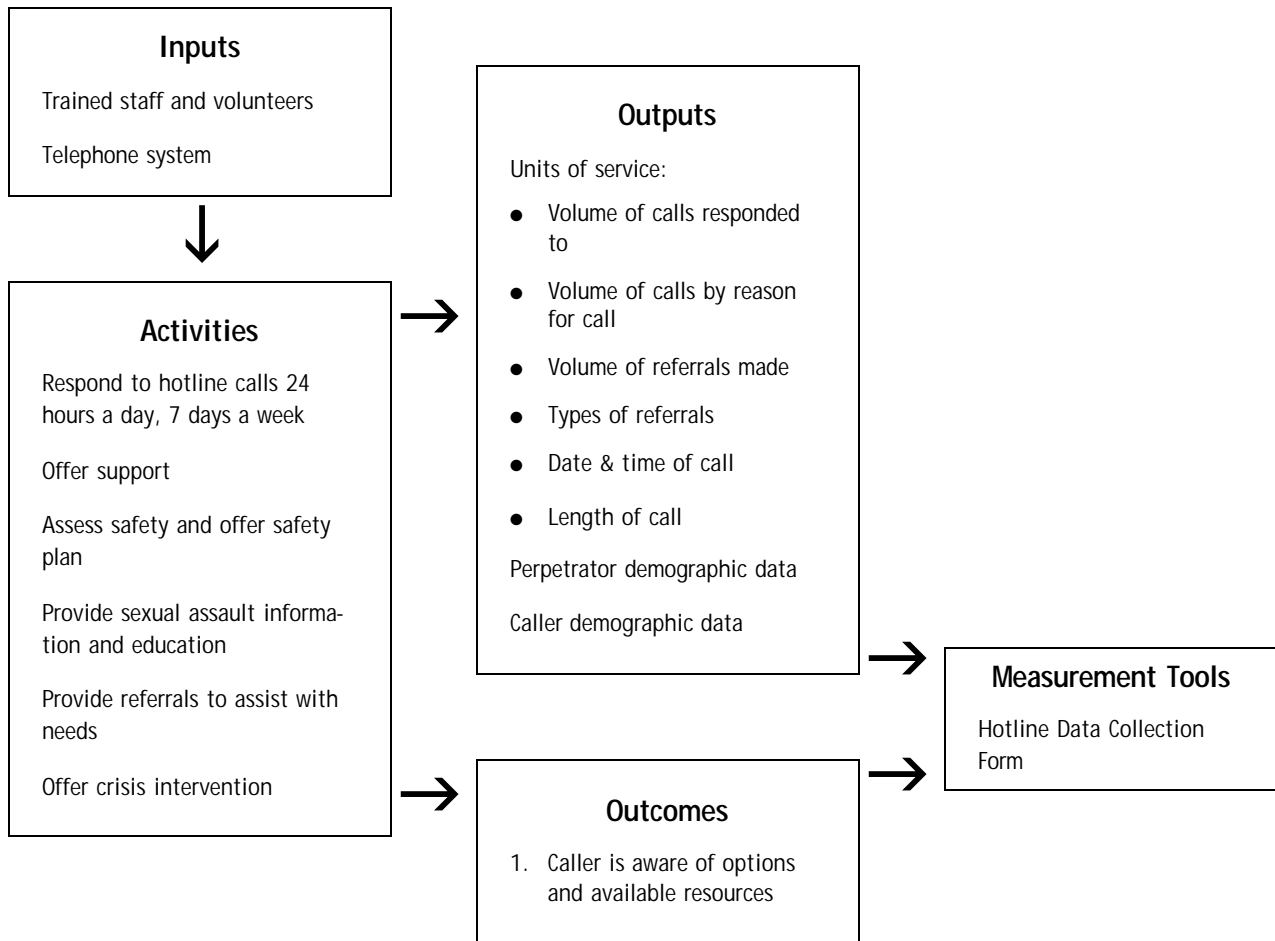 Inputs
Trained staff and volunteers
Telephone system
Activities
Respond to hotline calls 24
hours a day, 7 days a week
Offer support
Assess safety and offer safety
plan
Provide sexual assault informa-
tion and education
Provide referrals to assist with
needs
Offer crisis intervention
Outputs
Units of service:
● Volume of calls responded
to
● Volume of calls by reason
for call
● Volume of referrals made
● Types of referrals
● Date & time of call
● Length of call
Perpetrator demographic data
Caller demographic data
Outcomes
1. Caller is aware of options
and available resources
Measurement Tools
Hotline Data Collection
Form